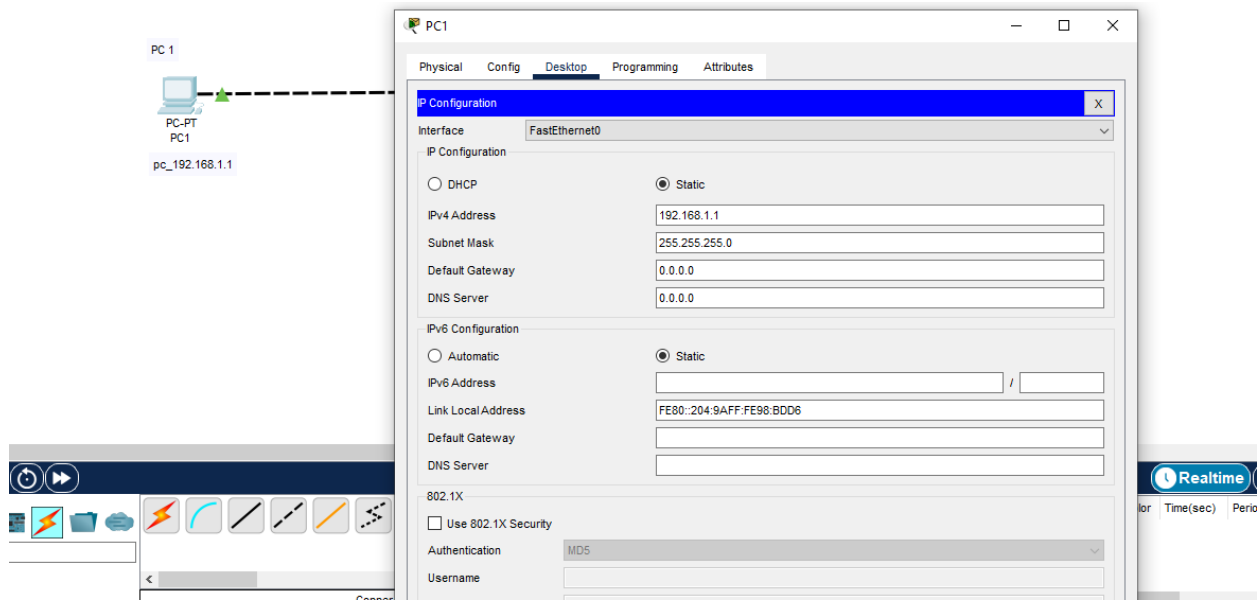 PC 1
PC-PT
PC1
pc_192.168.1.1
PC1
Physical Config Desktop Programming Attributes
IP Configuration X
Interface FastEthernet0
IP Configuration
DHCP Static
IPv4 Address 192.168.1.1
Subnet Mask 255.255.255.0
Default Gateway 0.0.0.0
DNS Server 0.0.0.0
IPv6 Configuration
Automatic Static
IPv6 Address /
Link Local Address FE80::204:9AFF:FE98:BDD6
Default Gateway
DNS Server
802.1X
Use 802.1X Security
Authentication MD5
Username
Realtime
Time(sec)